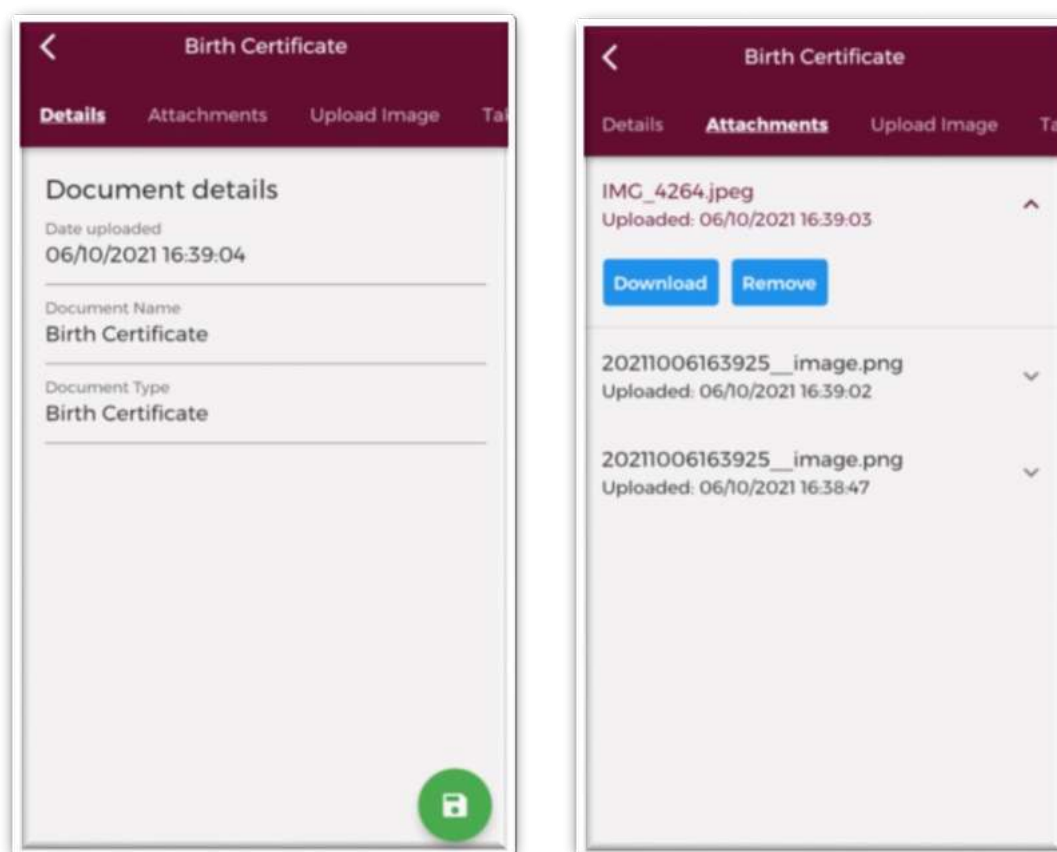 Birth Certificate
Details Attachments Upload Image
Document details
Date uploaded
06/10/2021 16:39:04
Document Name
Birth Certificate
Document Type
Birth Certificate
Birth Certificate
Details Attachments Upload Image
IMG_4264.jpeg
Uploaded: 06/10/2021 16:39:03
Download Remove
20211006163925__image.png
Uploaded: 06/10/2021 16:39:02
20211006163925__image.png
Uploaded: 06/10/2021 16:38:47